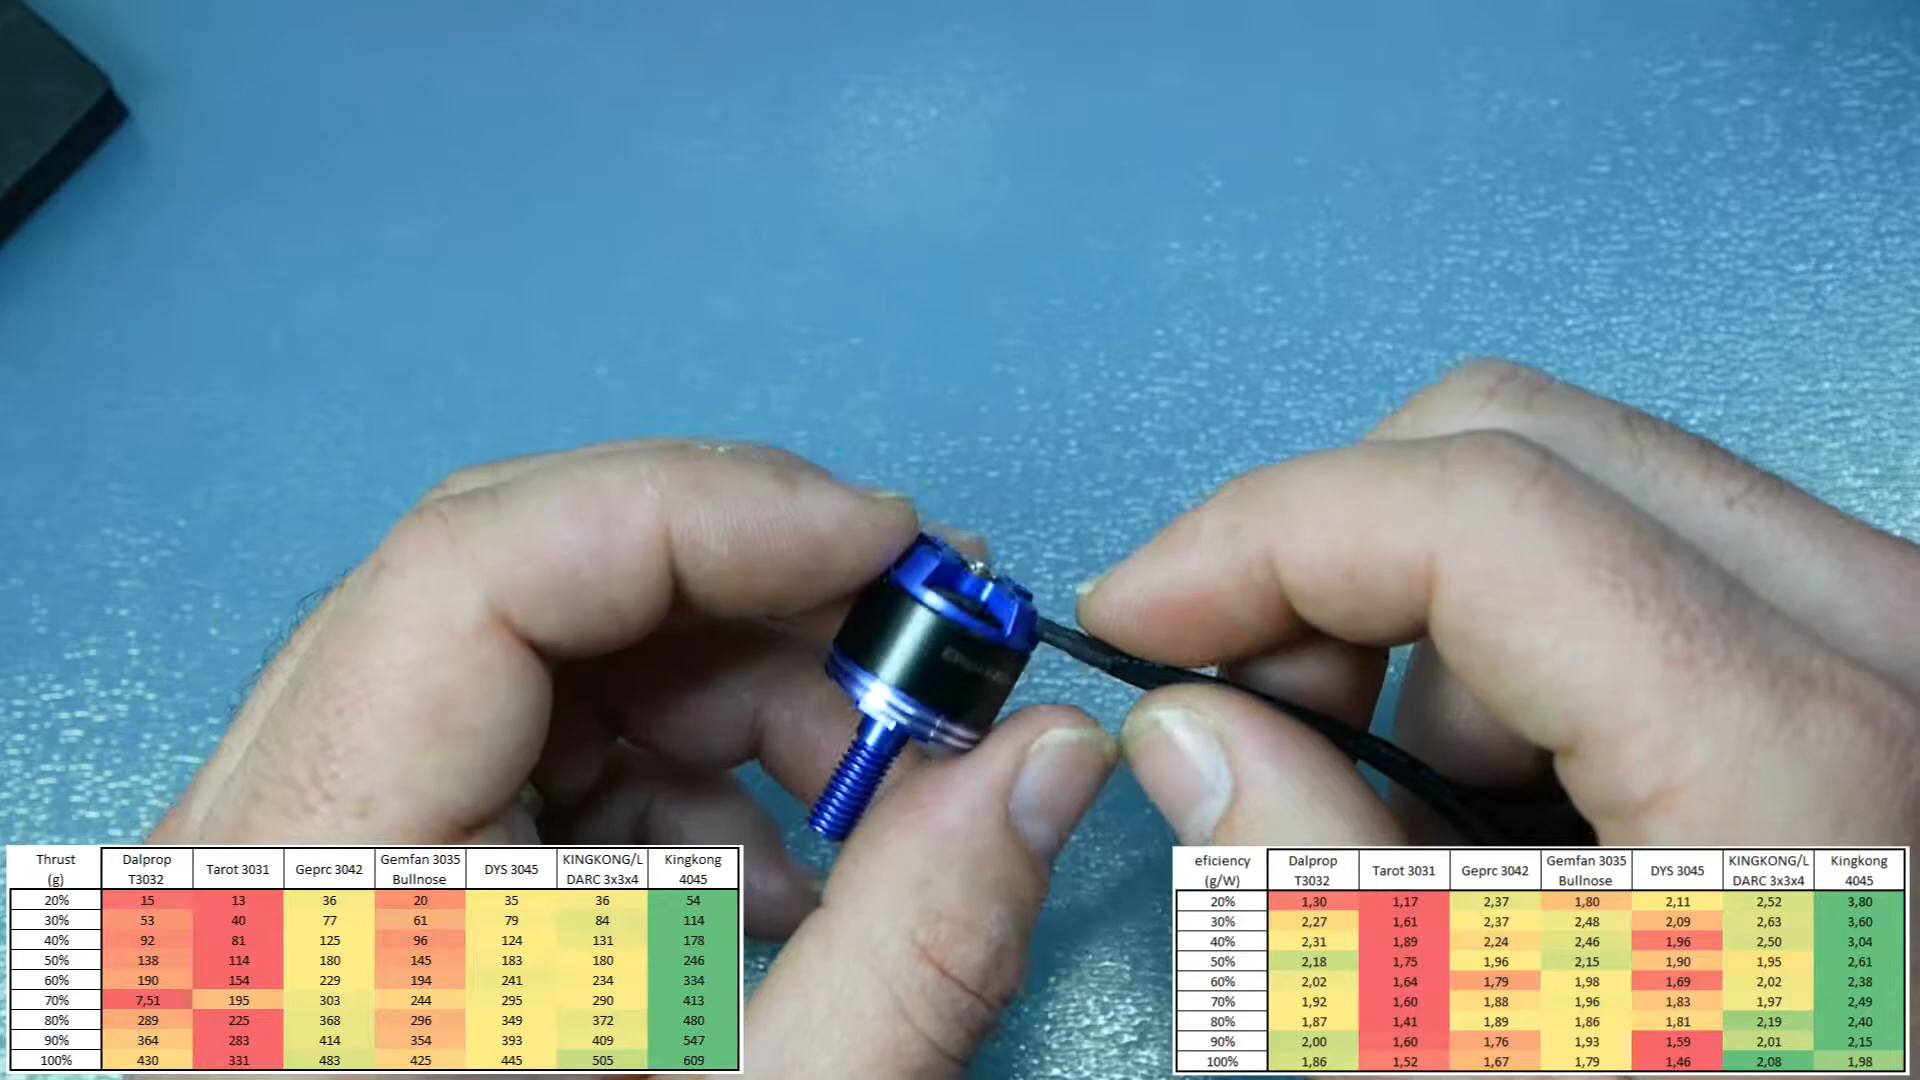 Thrust (g) Dalprop T3032 Tarot 3031 Geprc 3042 Gemfan 3035 Bullnose DYS 3045 KINGKONG/L DARC 3x3x4 Kingkong 4045
20% 15 13 36 20 35 36 54
30% 53 40 77 61 79 84 114
40% 92 81 125 96 124 131 178
50% 138 114 180 145 183 180 246
60% 190 154 229 194 241 234 334
70% 7,51 195 303 244 295 290 413
80% 289 225 368 296 349 372 480
90% 364 283 414 354 393 409 547
100% 430 331 483 425 445 505 609
eficiency (g/W) Dalprop T3032 Tarot 3031 Geprc 3042 Gemfan 3035 Bullnose DYS 3045 KINGKONG/L DARC 3x3x4 Kingkong 4045
20% 1,30 1,17 2,37 1,80 2,11 2,52 3,80
30% 2,27 1,61 2,37 2,48 2,09 2,63 3,60
40% 2,31 1,89 2,24 2,46 1,96 2,50 3,04
50% 2,18 1,75 1,96 2,15 1,90 1,95 2,61
60% 2,02 1,64 1,79 1,98 1,69 2,02 2,38
70% 1,92 1,60 1,88 1,96 1,83 1,97 2,49
80% 1,87 1,41 1,89 1,86 1,81 2,19 2,40
90% 2,00 1,60 1,76 1,93 1,59 2,01 2,15
100% 1,86 1,52 1,67 1,79 1,46 2,08 1,98